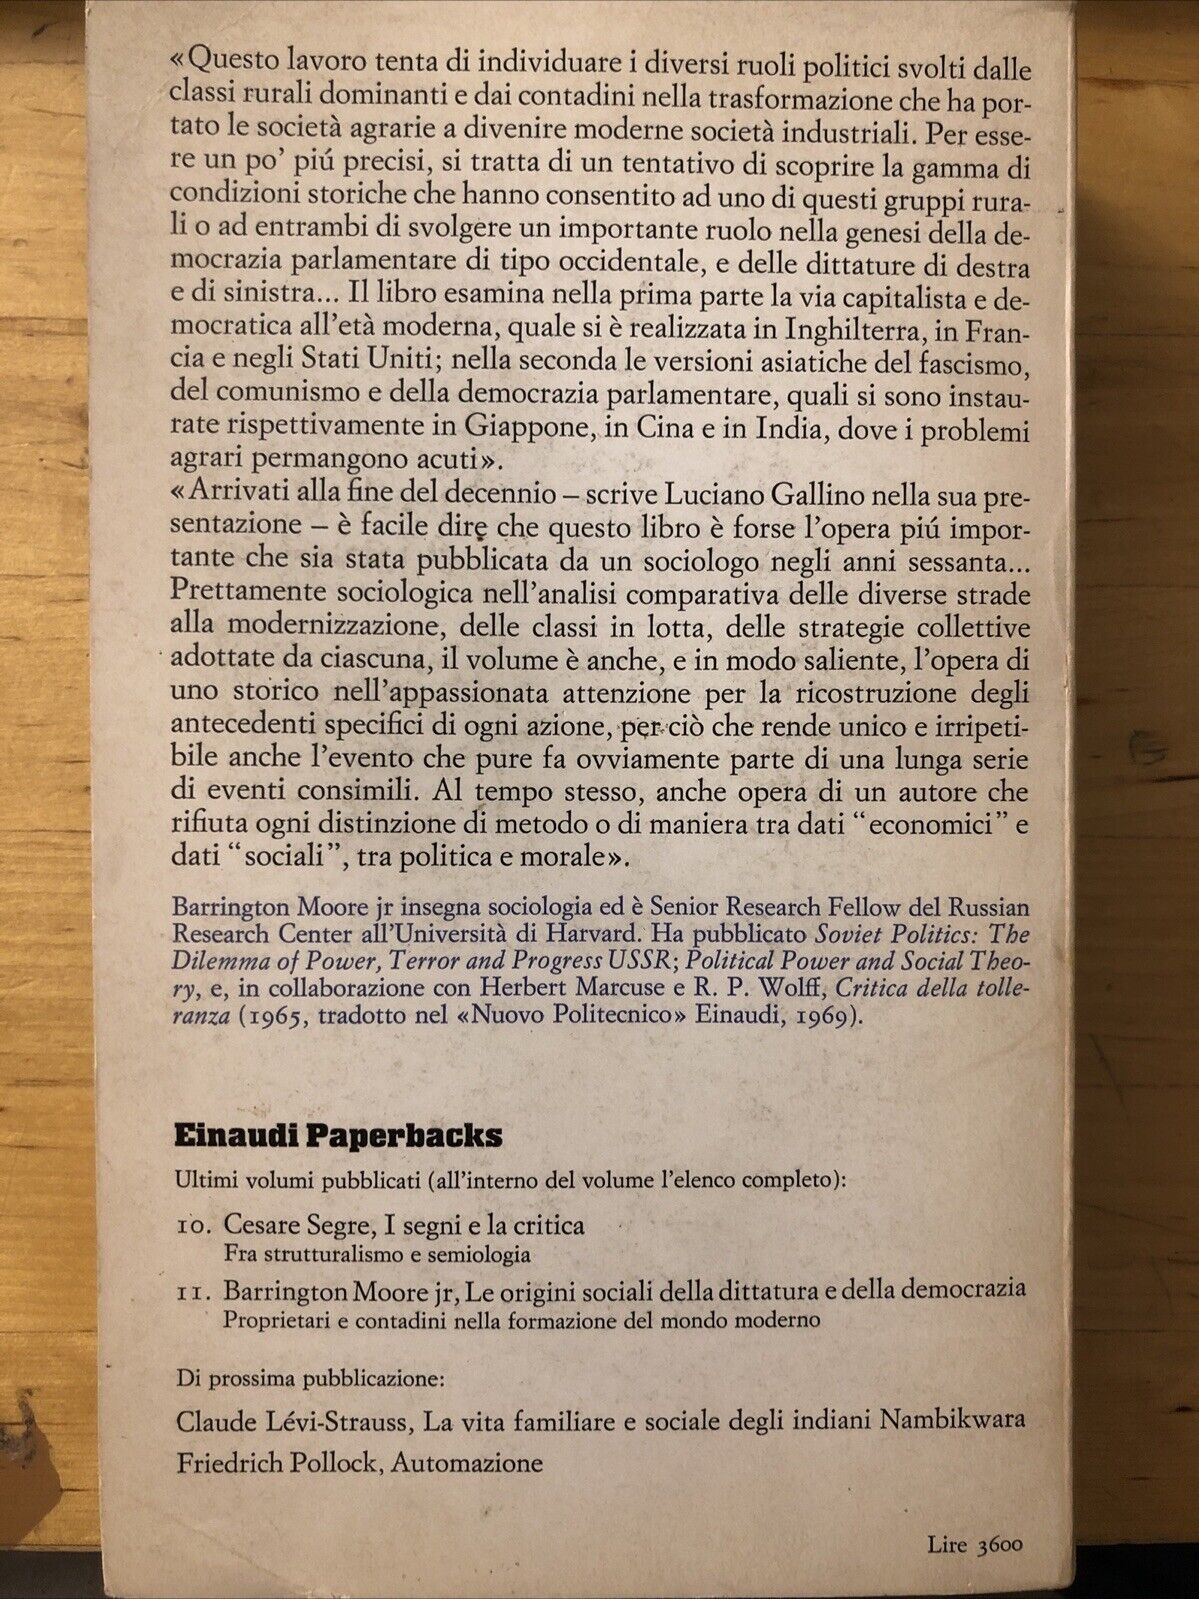 «Questo lavoro tenta di individuare i diversi ruoli politici svolti dalle
classi rurali dominanti e dai contadini nella trasformazione che ha por-
tato le società agrarie a divenire moderne società industriali. Per esse-
re un po' piú precisi, si tratta di un tentativo di scoprire la gamma di
condizioni storiche che hanno consentito ad uno di questi gruppi rura-
li o ad entrambi di svolgere un importante ruolo nella genesi della de-
mocrazia parlamentare di tipo occidentale, e delle dittature di destra
e di sinistra... Il libro esamina nella prima parte la via capitalista e de-
mocratica all'età moderna, quale si è realizzata in Inghilterra, in Fran-
cia e negli Stati Uniti; nella seconda le versioni asiatiche del fascismo,
del comunismo e della democrazia parlamentare, quali si sono instau-
rate rispettivamente in Giappone, in Cina e in India, dove i problemi
agrari permangono acuti».
«Arrivati alla fine del decennio – scrive Luciano Gallino nella sua pre-
sentazione – è facile dire che questo libro è forse l'opera piú impor-
tante che sia stata pubblicata da un sociologo negli anni sessanta...
Prettamente sociologica nell'analisi comparativa delle diverse strade
alla modernizzazione, delle classi in lotta, delle strategie collettive
adottate da ciascuna, il volume è anche, e in modo saliente, l'opera di
uno storico nell'appassionata attenzione per la ricostruzione degli
antecedenti specifici di ogni azione, per ciò che rende unico e irripeti-
bile anche l'evento che pure fa ovviamente parte di una lunga serie
di eventi consimili. Al tempo stesso, anche opera di un autore che
rifiuta ogni distinzione di metodo o di maniera tra dati “economici” e
dati “sociali”, tra politica e morale».
Barrington Moore jr insegna sociologia ed è Senior Research Fellow del Russian
Research Center all'Università di Harvard. Ha pubblicato Soviet Politics: The
Dilemma of Power, Terror and Progress USSR; Political Power and Social Theo-
ry, e, in collaborazione con Herbert Marcuse e R. P. Wolff, Critica della tolle-
ranza (1965, tradotto nel «Nuovo Politecnico» Einaudi, 1969).
Einaudi Paperbacks
Ultimi volumi pubblicati (all'interno del volume l'elenco completo):
10. Cesare Segre, I segni e la critica
Fra strutturalismo e semiologia
11. Barrington Moore jr, Le origini sociali della dittatura e della democrazia
Proprietari e contadini nella formazione del mondo moderno
Di prossima pubblicazione:
Claude Lévi-Strauss, La vita familiare e sociale degli indiani Nambikwara
Friedrich Pollock, Automazione
Lire 3600